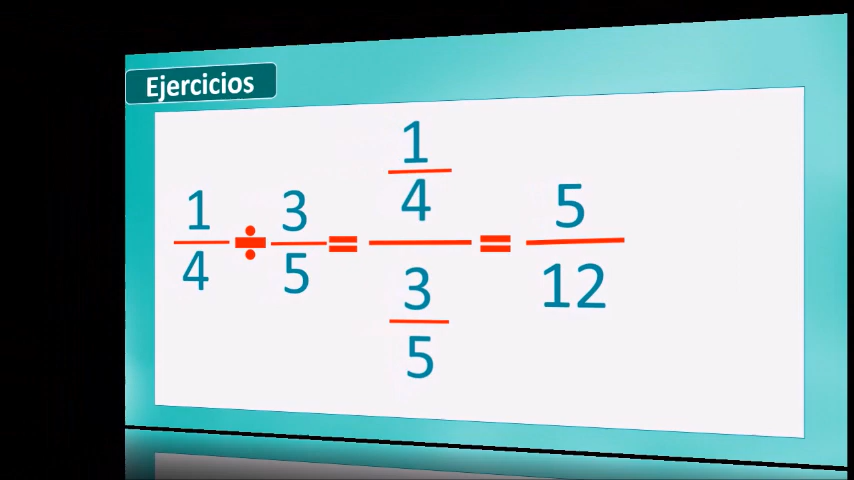 Ejercicios
1/4 ÷ 3/5 = (1/4)/(3/5) = 5/12